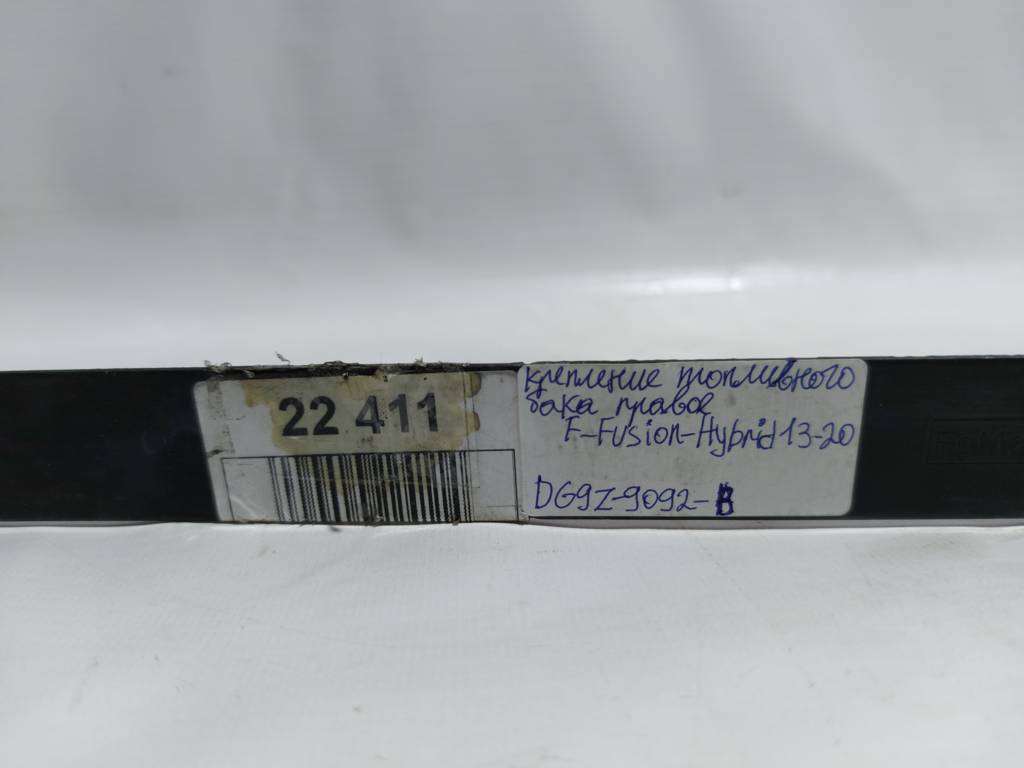 22 411
крепление топливного
бака правое
F-Fusion-Hybrid 13-20
DG9Z-9092-B